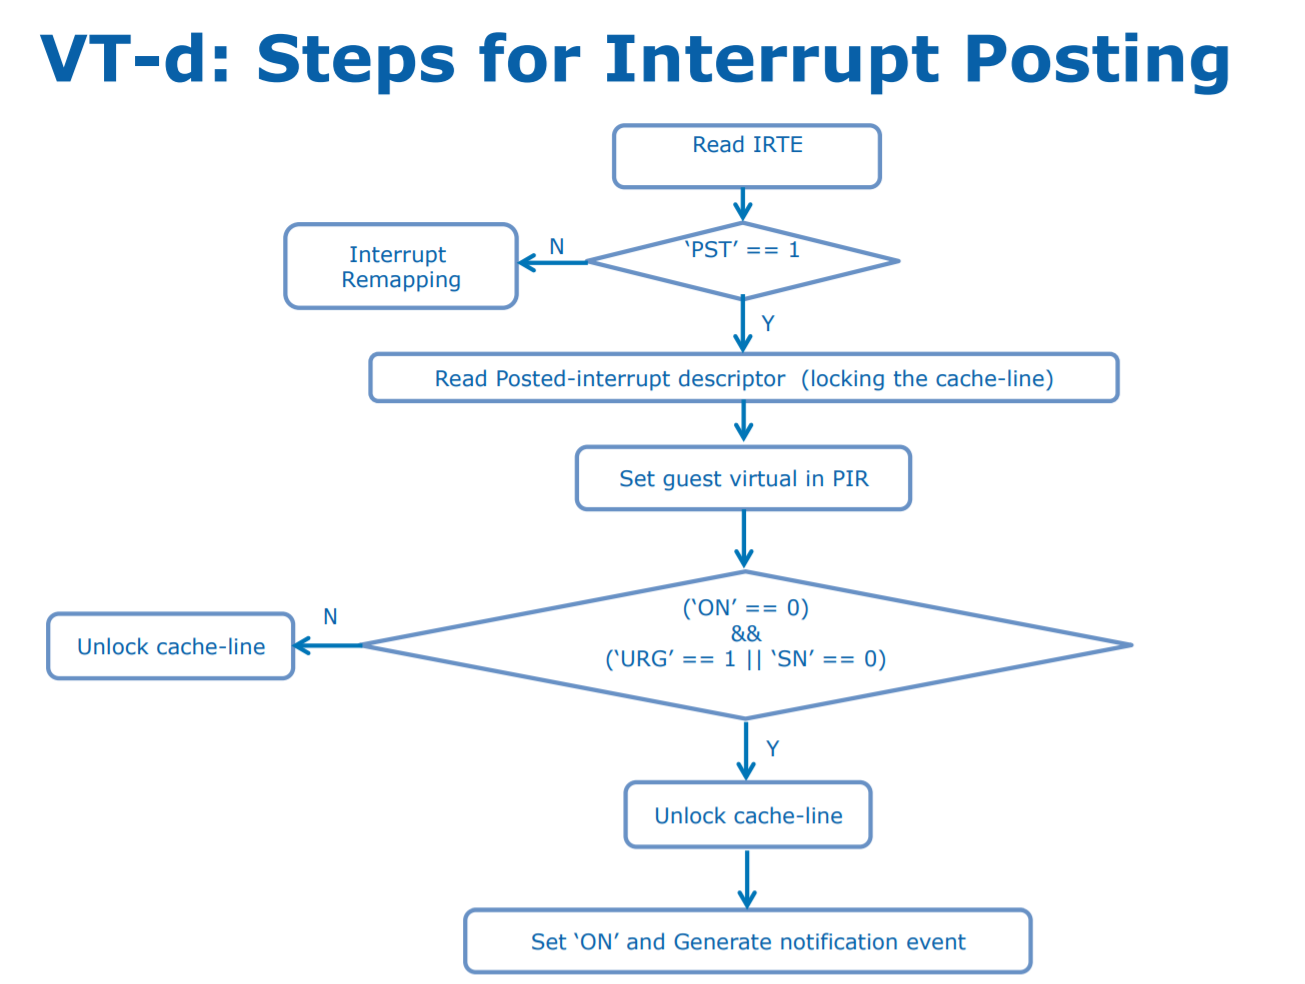 VT-d: Steps for Interrupt Posting
Read IRTE
‘PST’ == 1
N
Interrupt
Remapping
Y
Read Posted-interrupt descriptor (locking the cache-line)
Set guest virtual in PIR
(‘ON’ == 0)
&&
(‘URG’ == 1 || ‘SN’ == 0)
N
Unlock cache-line
Y
Unlock cache-line
Set ‘ON’ and Generate notification event